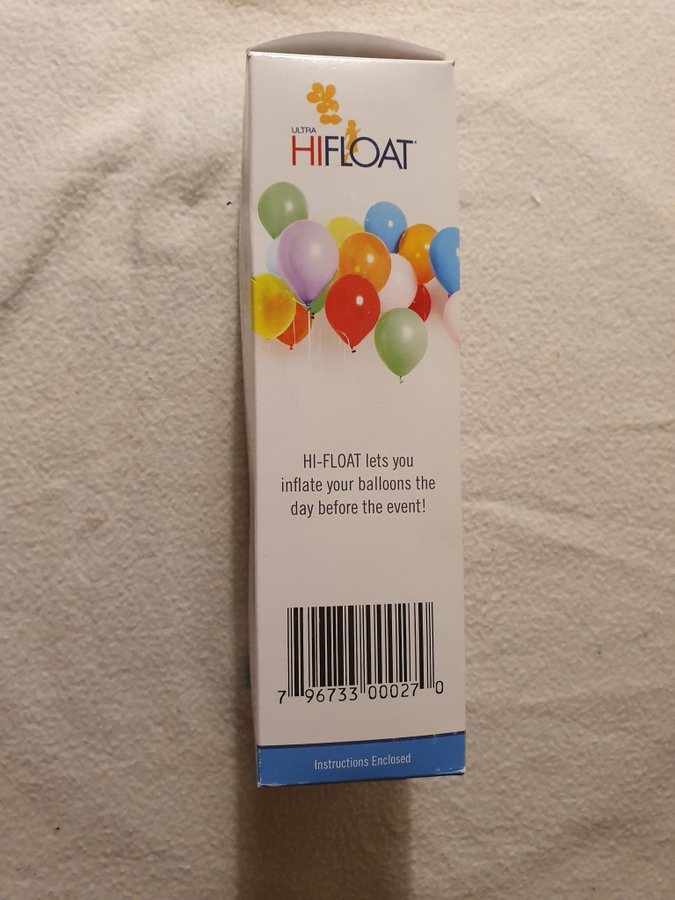 ULTRA
HIFLOAT®
HI-FLOAT lets you
inflate your balloons the
day before the event!
7 96733 00027 0
Instructions Enclosed